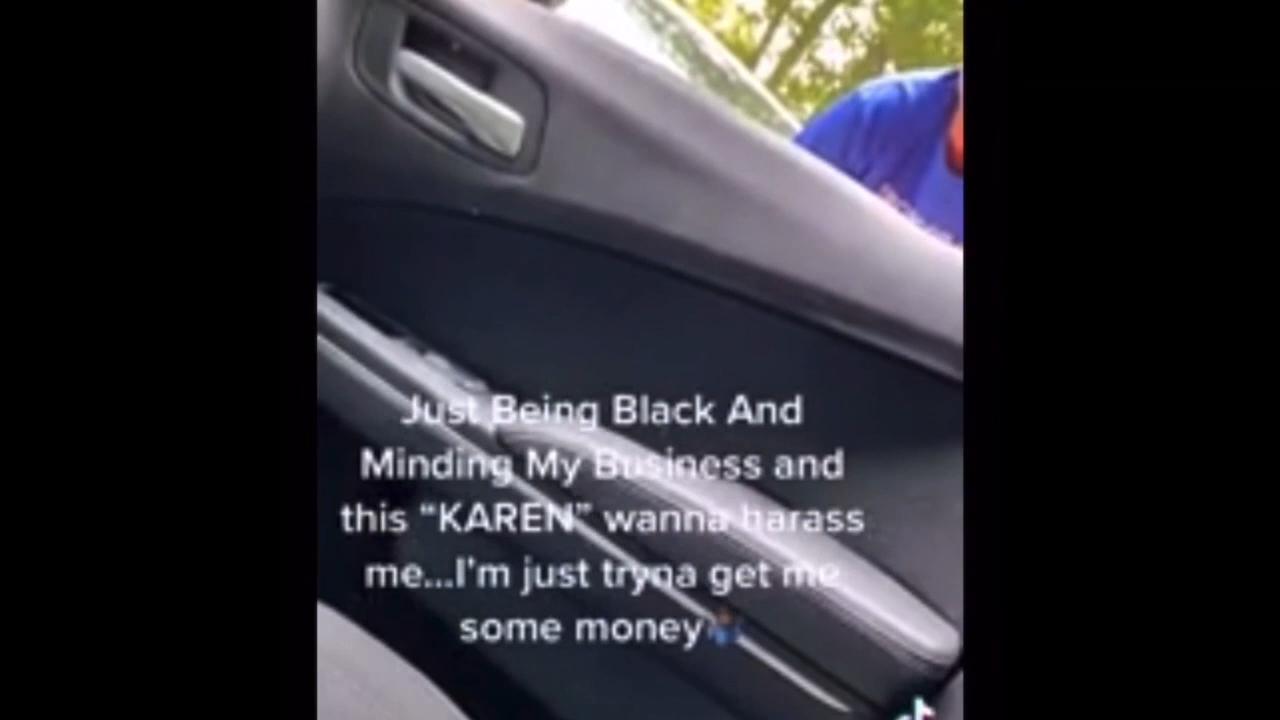 Just Being Black And
Minding My Business and
this “KAREN” wanna harass
me...I'm just tryna get me
some money🤷🏿‍♂️